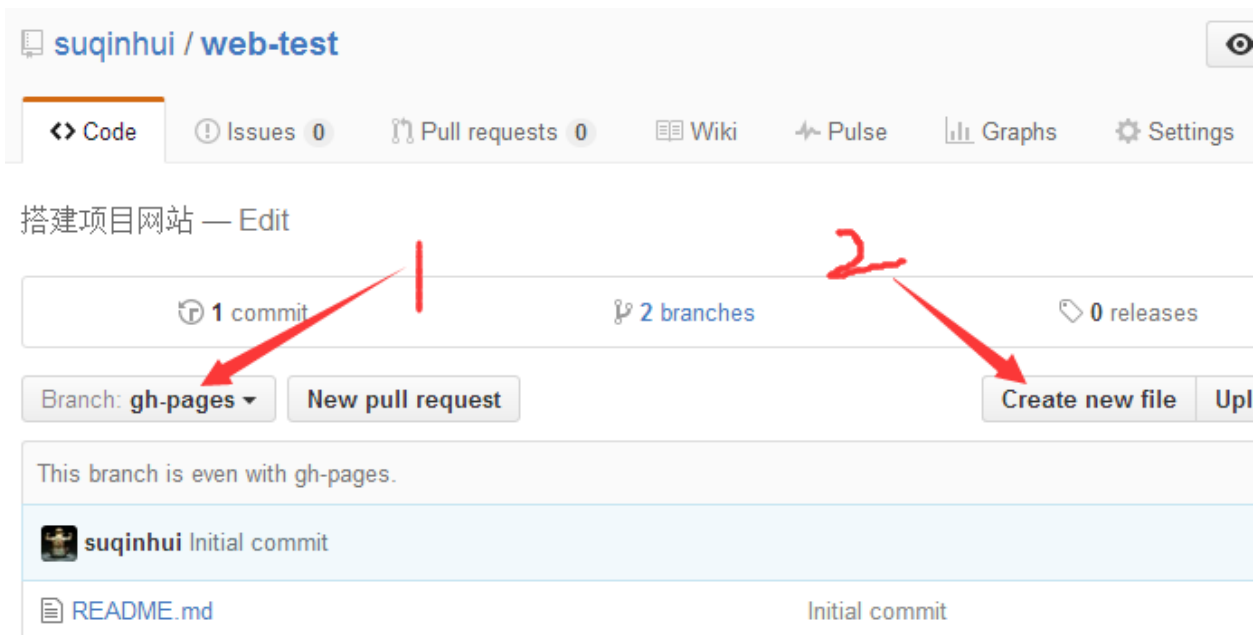 suqinhui / web-test
Code Issues 0 Pull requests 0 Wiki Pulse Graphs Settings
搭建项目网站 — Edit
1 2
1 commit 2 branches 0 releases
Branch: gh-pages New pull request Create new file Upl
This branch is even with gh-pages.
suqinhui Initial commit
README.md Initial commit